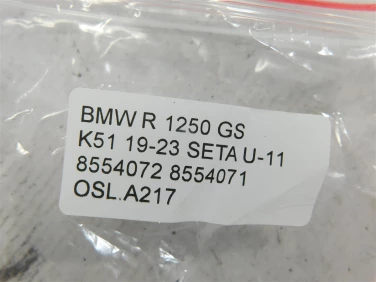 BMW R 1250 GS
K51 19-23 SETA U-11
8554072 8554071
OSL.A217